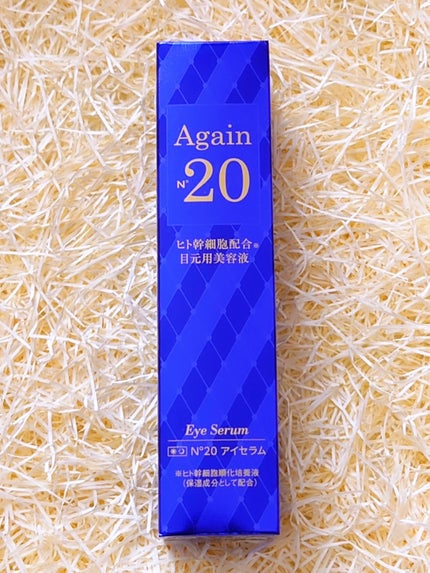 Again
N°20
ヒト幹細胞配合※
目元用美容液
Eye Serum
N°20 アイセラム
※ヒト幹細胞順化培養液
(保湿成分として配合)